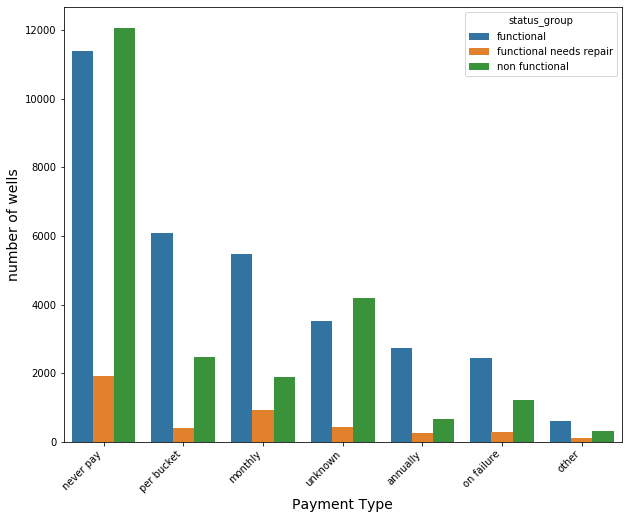 status_group
functional
functional needs repair
non functional
12000
10000
8000
6000
4000
2000
0
number of wells
never pay
per bucket
monthly
unknown
annually
on failure
other
Payment Type